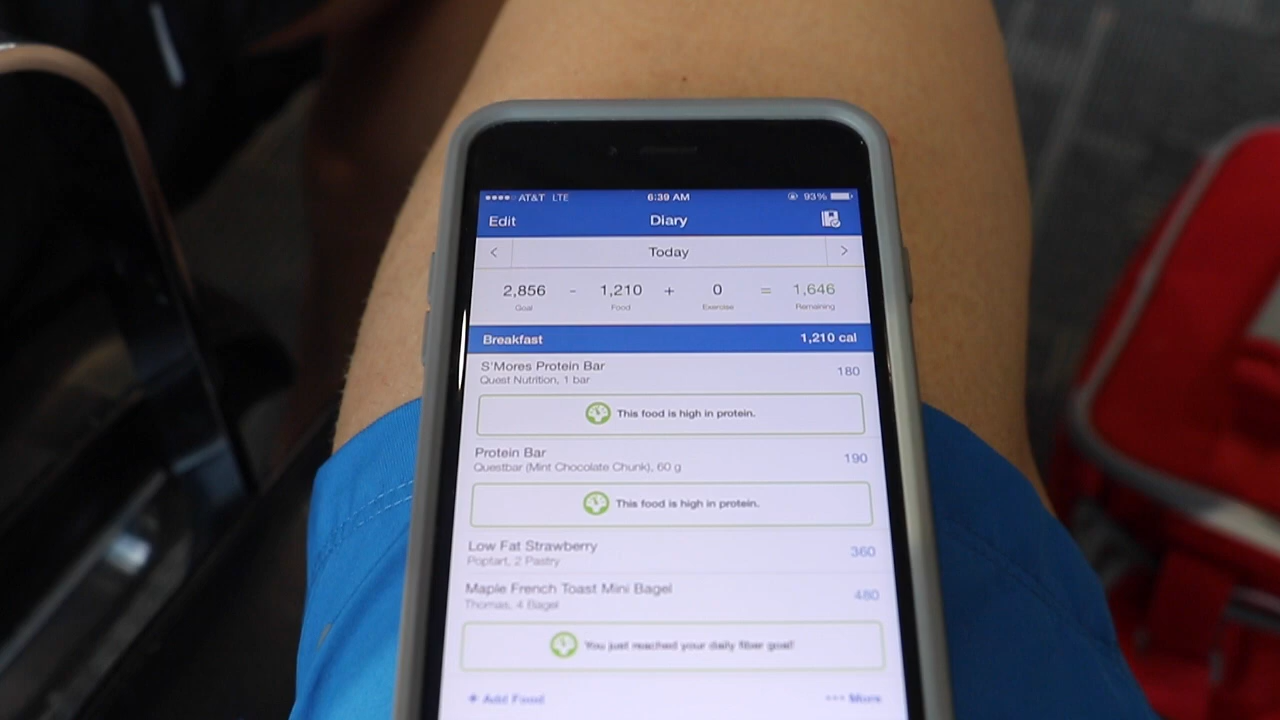 AT&T LTE 6:39 AM 93%
Edit Diary
< Today >
2,856 - 1,210 + 0 = 1,646
Goal Food Exercise Remaining
Breakfast 1,210 cal
S'Mores Protein Bar 180
Quest Nutrition, 1 bar
This food is high in protein.
Protein Bar 190
Questbar (Mint Chocolate Chunk), 60 g
This food is high in protein.
Low Fat Strawberry 360
Poptart, 2 Pastry
Maple French Toast Mini Bagel 480
Thomas, 4 Bagel
You just reached your daily fiber goal!
+ Add Food ••• More